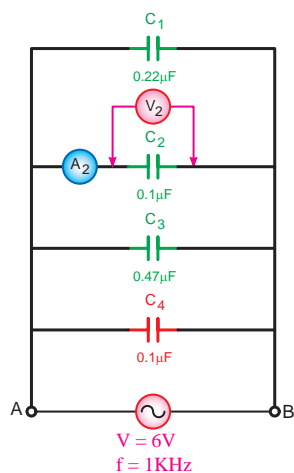 C1
0.22µF
V2
A2
C2
0.1µF
C3
0.47µF
C4
0.1µF
A
B
V = 6V
f = 1KHz